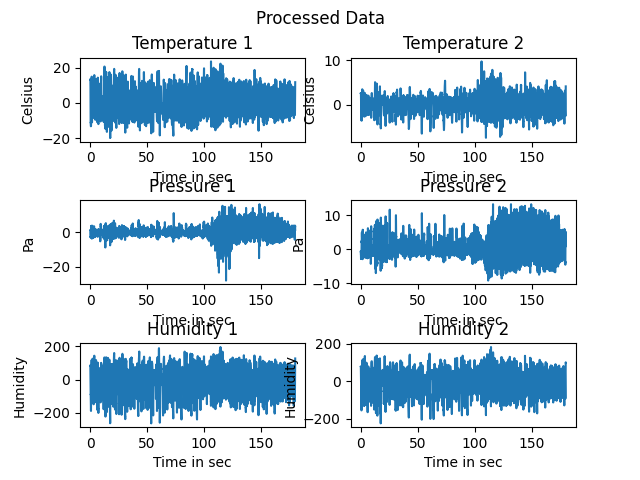 Processed Data
Temperature 1
Temperature 2
Celsius
20
0
−20
0
50
100
150
Time in sec
Celsius
10
0
0
50
100
150
Time in sec
Pressure 1
Pressure 2
Pa
0
−20
0
50
100
150
Time in sec
Pa
10
0
−10
0
50
100
150
Time in sec
Humidity 1
Humidity 2
Humidity
200
0
−200
0
50
100
150
Time in sec
Humidity
200
0
−200
0
50
100
150
Time in sec